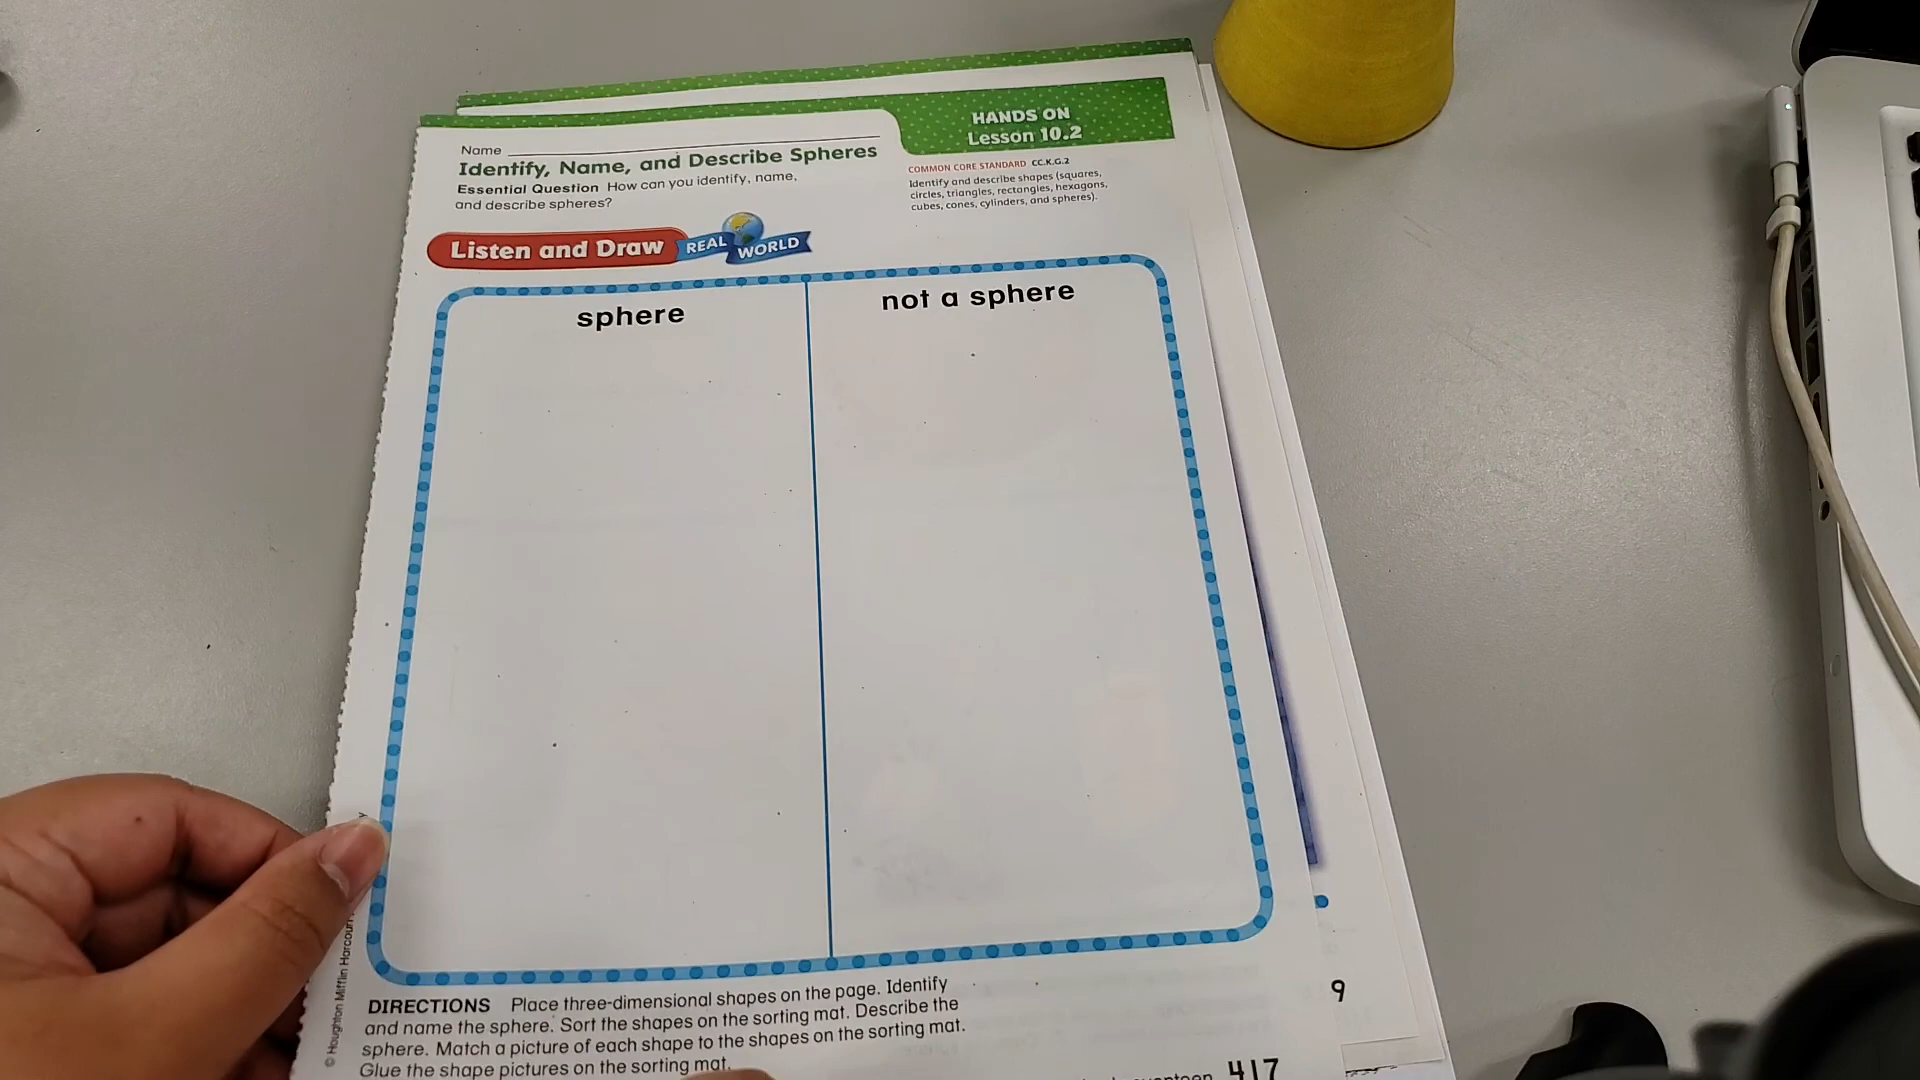 HANDS ON
Lesson 10.2
Name
Identify, Name, and Describe Spheres
Essential Question How can you identify, name,
and describe spheres?
COMMON CORE STANDARD CC.K.G.2
Identify and describe shapes (squares,
circles, triangles, rectangles, hexagons,
cubes, cones, cylinders, and spheres).
Listen and Draw REAL WORLD
sphere
not a sphere
DIRECTIONS Place three-dimensional shapes on the page. Identify
and name the sphere. Sort the shapes on the sorting mat. Describe the
sphere. Match a picture of each shape to the shapes on the sorting mat.
Glue the shape pictures on the sorting mat.
© Houghton Mifflin Harcourt
9
417